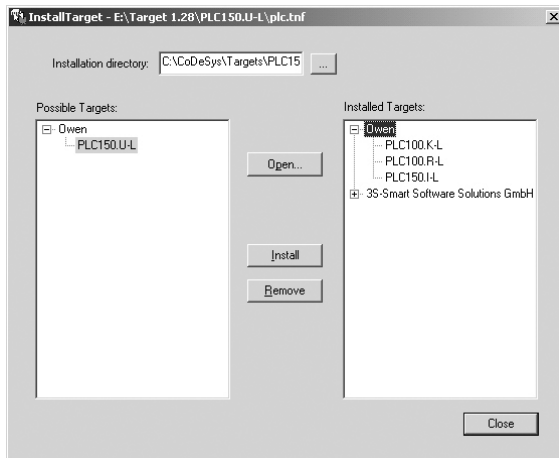 InstallTarget - E:\Target 1.28\PLC150.U-L\plc.tnf
Installation directory: C:\CoDeSys\Targets\PLC15 ...
Possible Targets:
Owen
PLC150.U-L
Open...
Install
Remove
Installed Targets:
Owen
PLC100.K-L
PLC100.R-L
PLC150.I-L
3S-Smart Software Solutions GmbH
Close